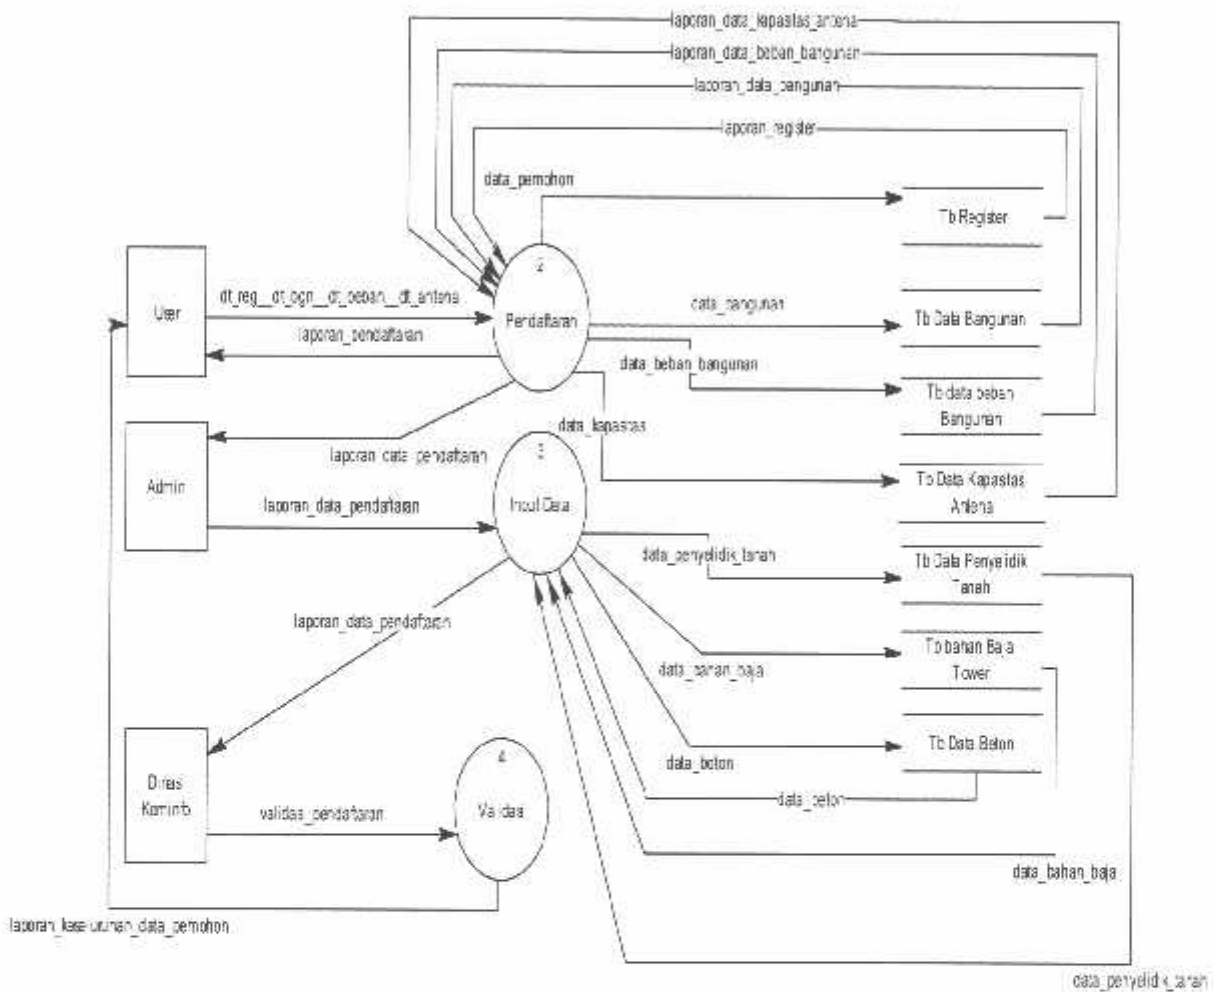 laporan_data_kapasitas_antena
laporan_data_beban_bangunan
laporan_data_bangunan
laporan_register
data_pemohon
Tb Register
2
Pendaftaran
User
dt_reg__dt_bgn__dt_beban__dt_antena
laporan_pendaftaran
data_bangunan
Tb Data Bangunan
data_beban_bangunan
Tb data beban
Bangunan
data_kapasitas
laporan_data_pendaftaran
Admin
laporan_data_pendaftaran
3
Input Data
Tb Data Kapasitas
Antena
data_penyelidik_tanah
Tb Data Penyelidik
Tanah
laporan_data_pendaftaran
data_bahan_baja
Tb bahan Baja
Tower
data_beton
Tb Data Beton
data_beton
Dinas
Kominfo
validasi_pendaftaran
4
Validasi
data_bahan_baja
laporan_keseluruhan_data_pemohon
data_penyelidik_tanah